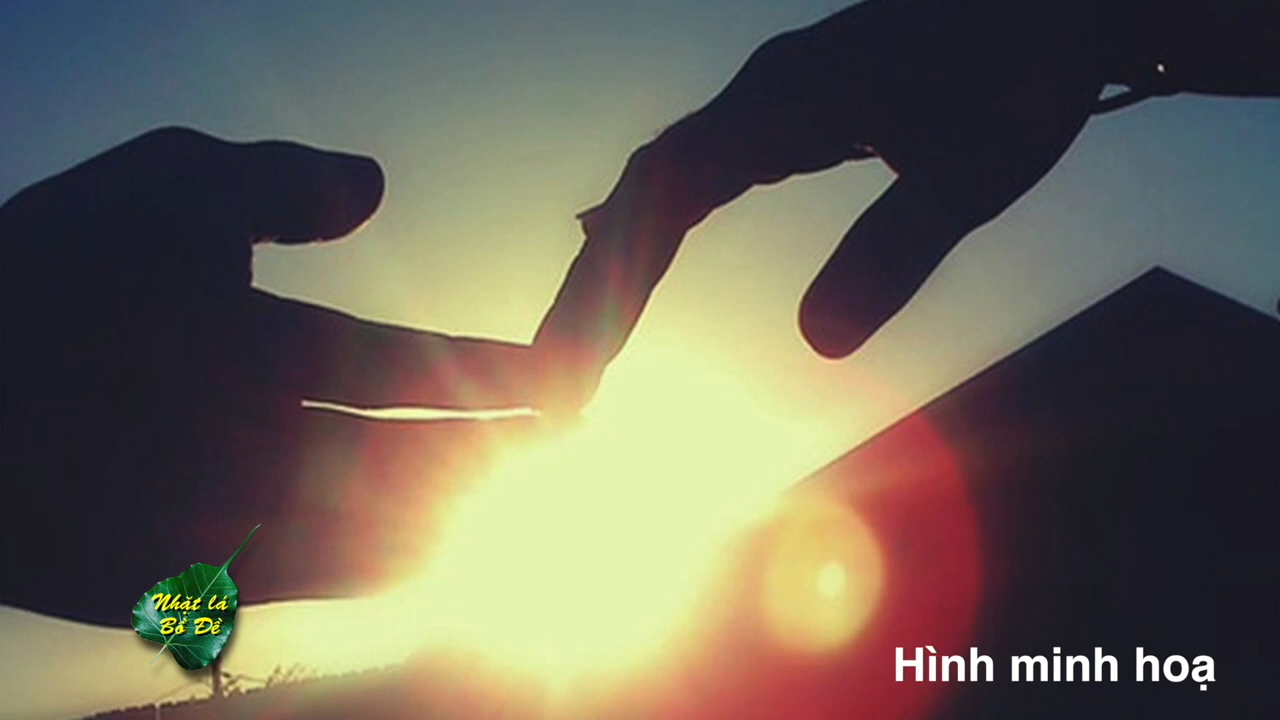 Nhặt lá
Bồ Đề
Hình minh hoạ